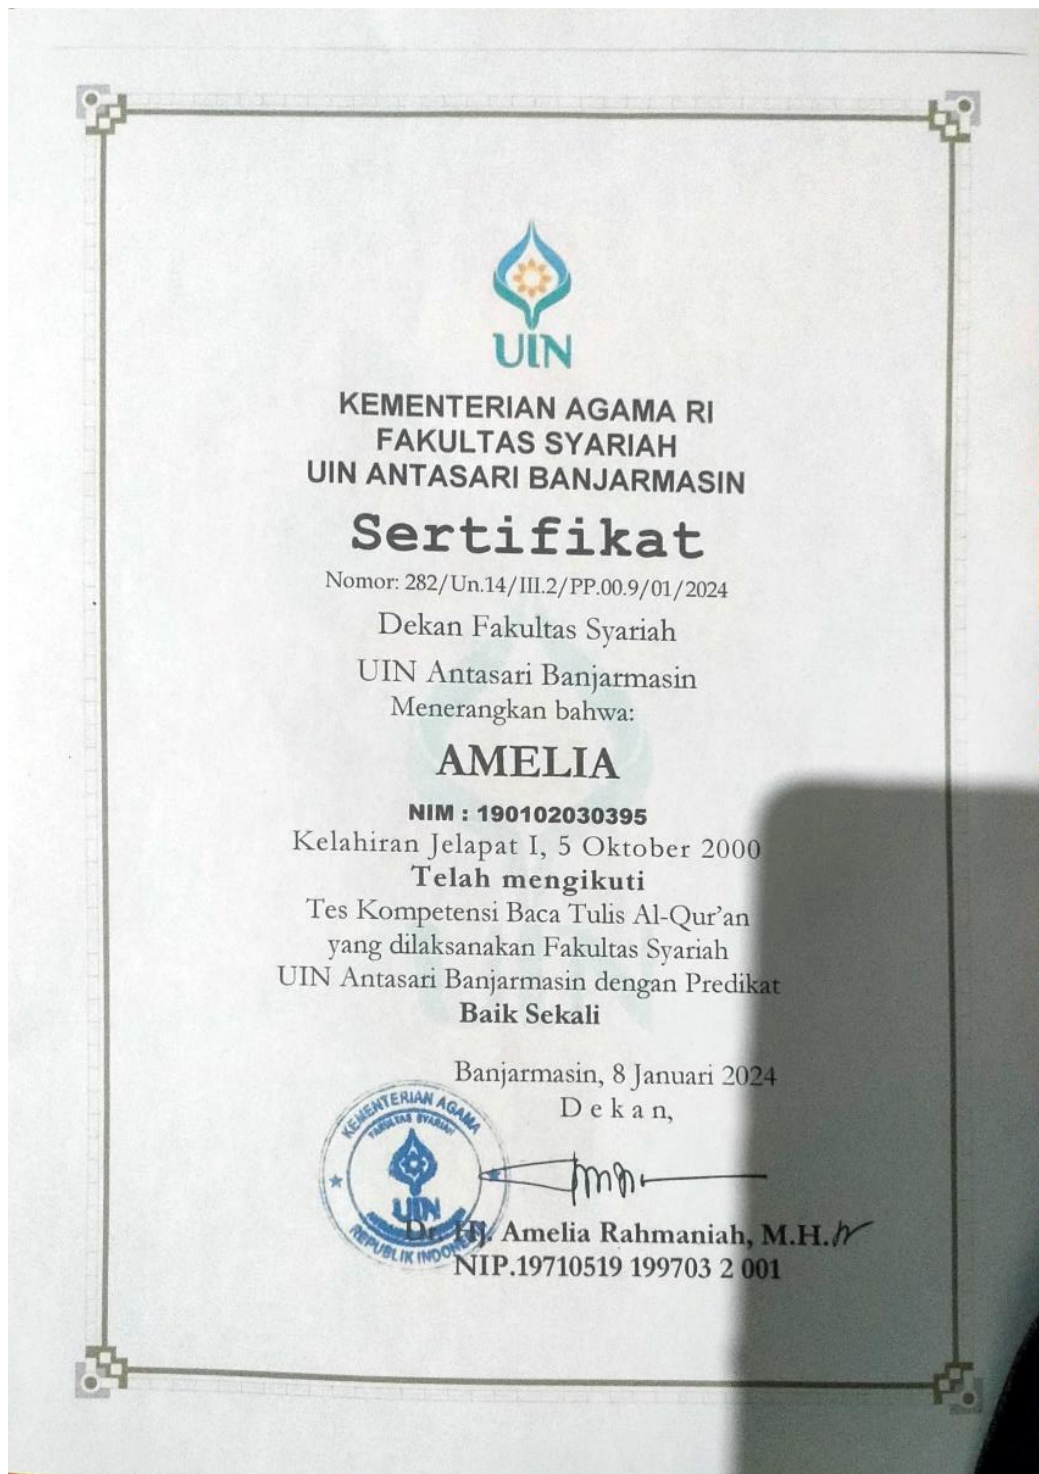 UIN
KEMENTERIAN AGAMA RI
FAKULTAS SYARIAH
UIN ANTASARI BANJARMASIN
Sertifikat
Nomor: 282/Un.14/III.2/PP.00.9/01/2024
Dekan Fakultas Syariah
UIN Antasari Banjarmasin
Menerangkan bahwa:
AMELIA
NIM : 190102030395
Kelahiran Jelapat I, 5 Oktober 2000
Telah mengikuti
Tes Kompetensi Baca Tulis Al-Qur'an
yang dilaksanakan Fakultas Syariah
UIN Antasari Banjarmasin dengan Predikat
Baik Sekali
Banjarmasin, 8 Januari 2024
D e k a n,
KEMENTERIAN AGAMA
FAKULTAS SYARIAH
UIN
REPUBLIK INDONESIA
Dr. Hj. Amelia Rahmaniah, M.H.
NIP.19710519 199703 2 001